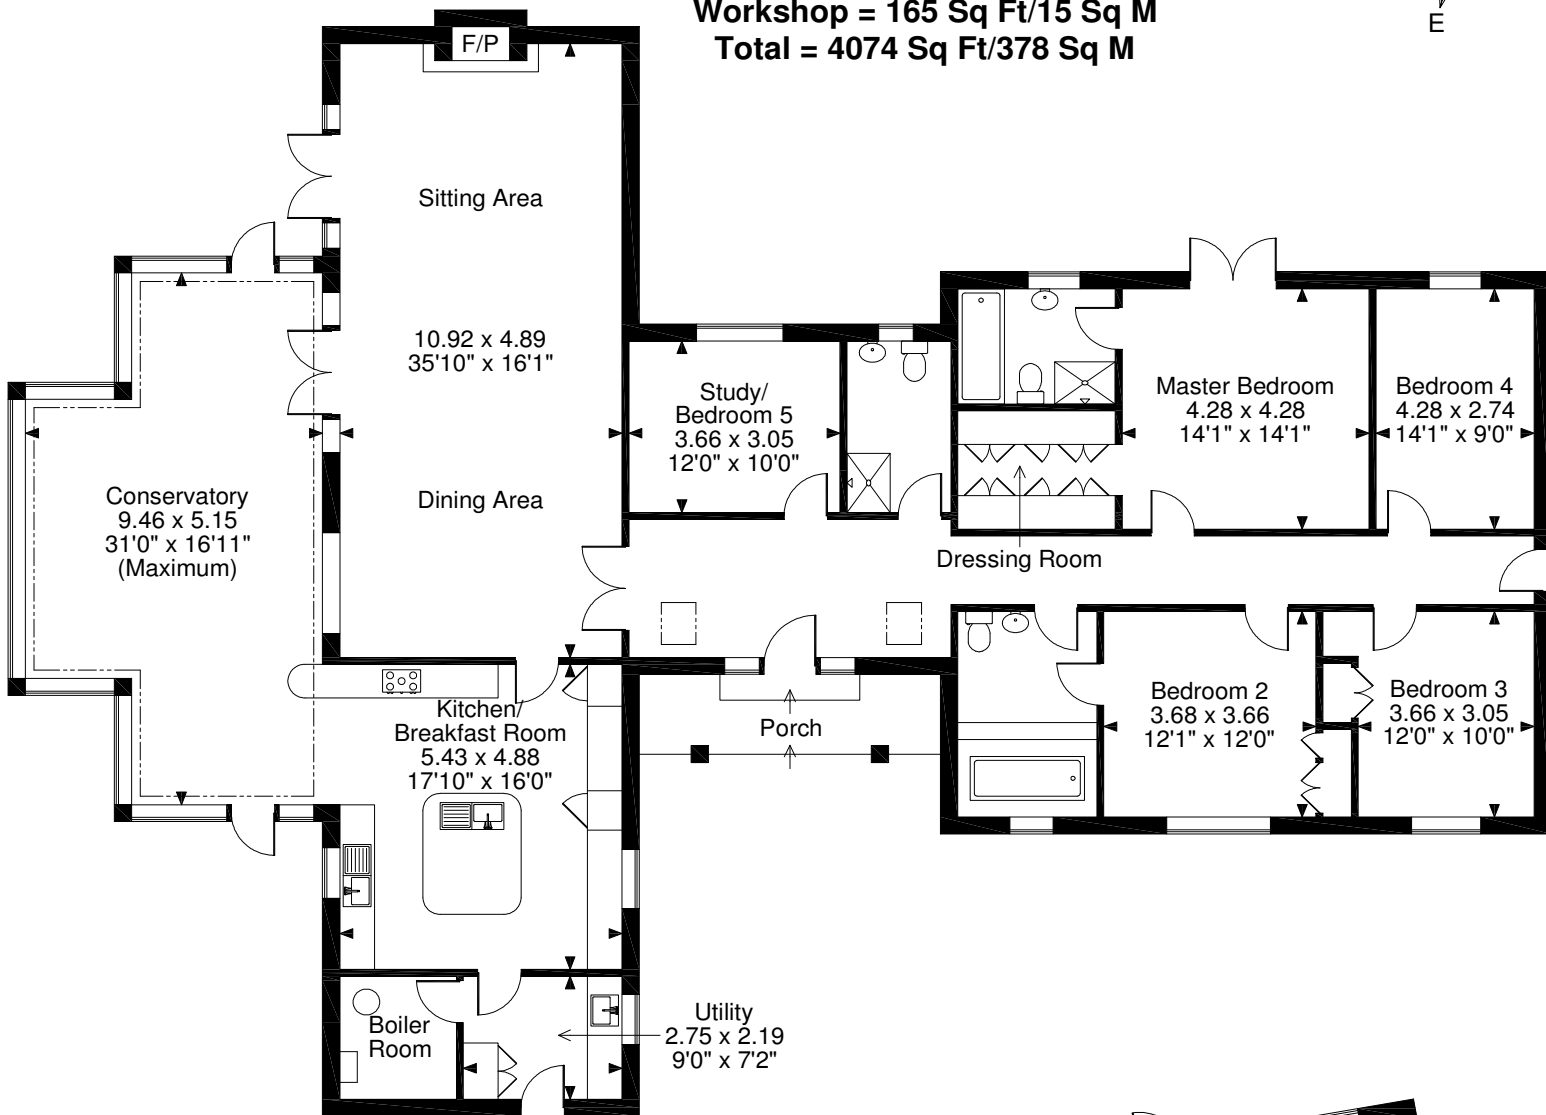 Workshop = 165 Sq Ft/15 Sq M
Total = 4074 Sq Ft/378 Sq M
E
F/P
Sitting Area
10.92 x 4.89
35'10" x 16'1"
Dining Area
Conservatory
9.46 x 5.15
31'0" x 16'11"
(Maximum)
Study/
Bedroom 5
3.66 x 3.05
12'0" x 10'0"
Master Bedroom
4.28 x 4.28
14'1" x 14'1"
Bedroom 4
4.28 x 2.74
14'1" x 9'0"
Dressing Room
Kitchen/
Breakfast Room
5.43 x 4.88
17'10" x 16'0"
Porch
Bedroom 2
3.68 x 3.66
12'1" x 12'0"
Bedroom 3
3.66 x 3.05
12'0" x 10'0"
Boiler
Room
Utility
2.75 x 2.19
9'0" x 7'2"